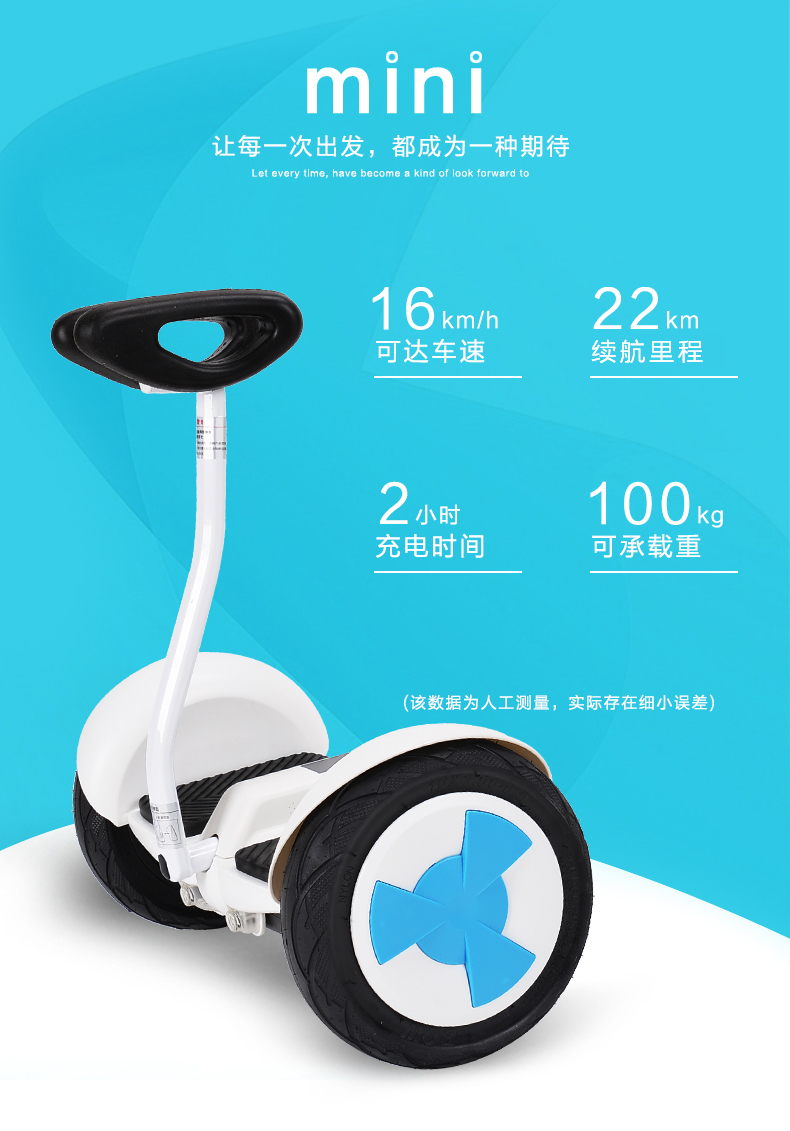 mini
让每一次出发，都成为一种期待
Let every time, have become a kind of look forward to
16km/h
可达车速
22km
续航里程
2小时
充电时间
100kg
可承载重
(该数据为人工测量，实际存在细小误差)